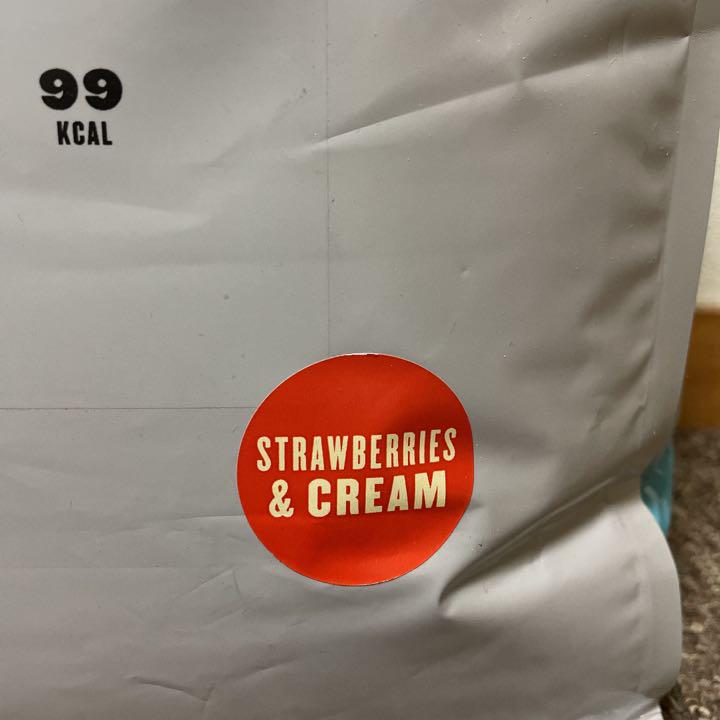 99
KCAL
STRAWBERRIES
& CREAM